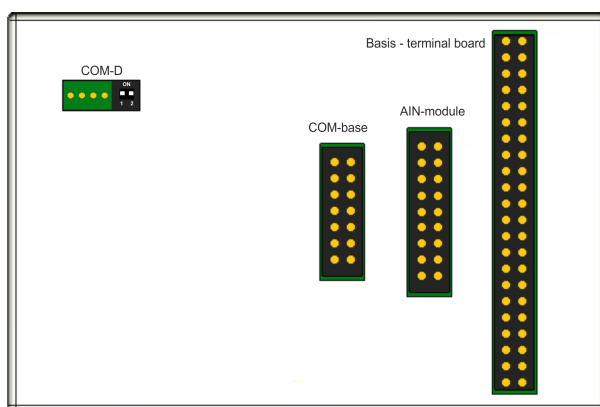 Basis - terminal board
COM-D
ON
1 2
AIN-module
COM-base